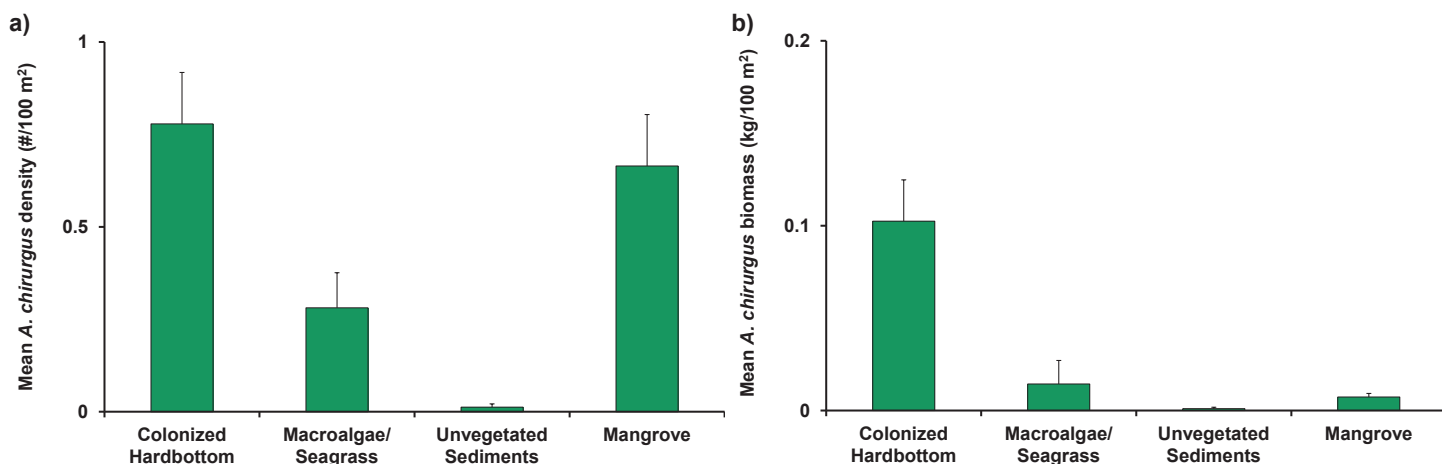 a)
Mean A. chirurgus density (#/100 m²)
1
0.5
0
Colonized
Hardbottom
Macroalgae/
Seagrass
Unvegetated
Sediments
Mangrove
b)
Mean A. chirurgus biomass (kg/100 m²)
0.2
0.1
0
Colonized
Hardbottom
Macroalgae/
Seagrass
Unvegetated
Sediments
Mangrove